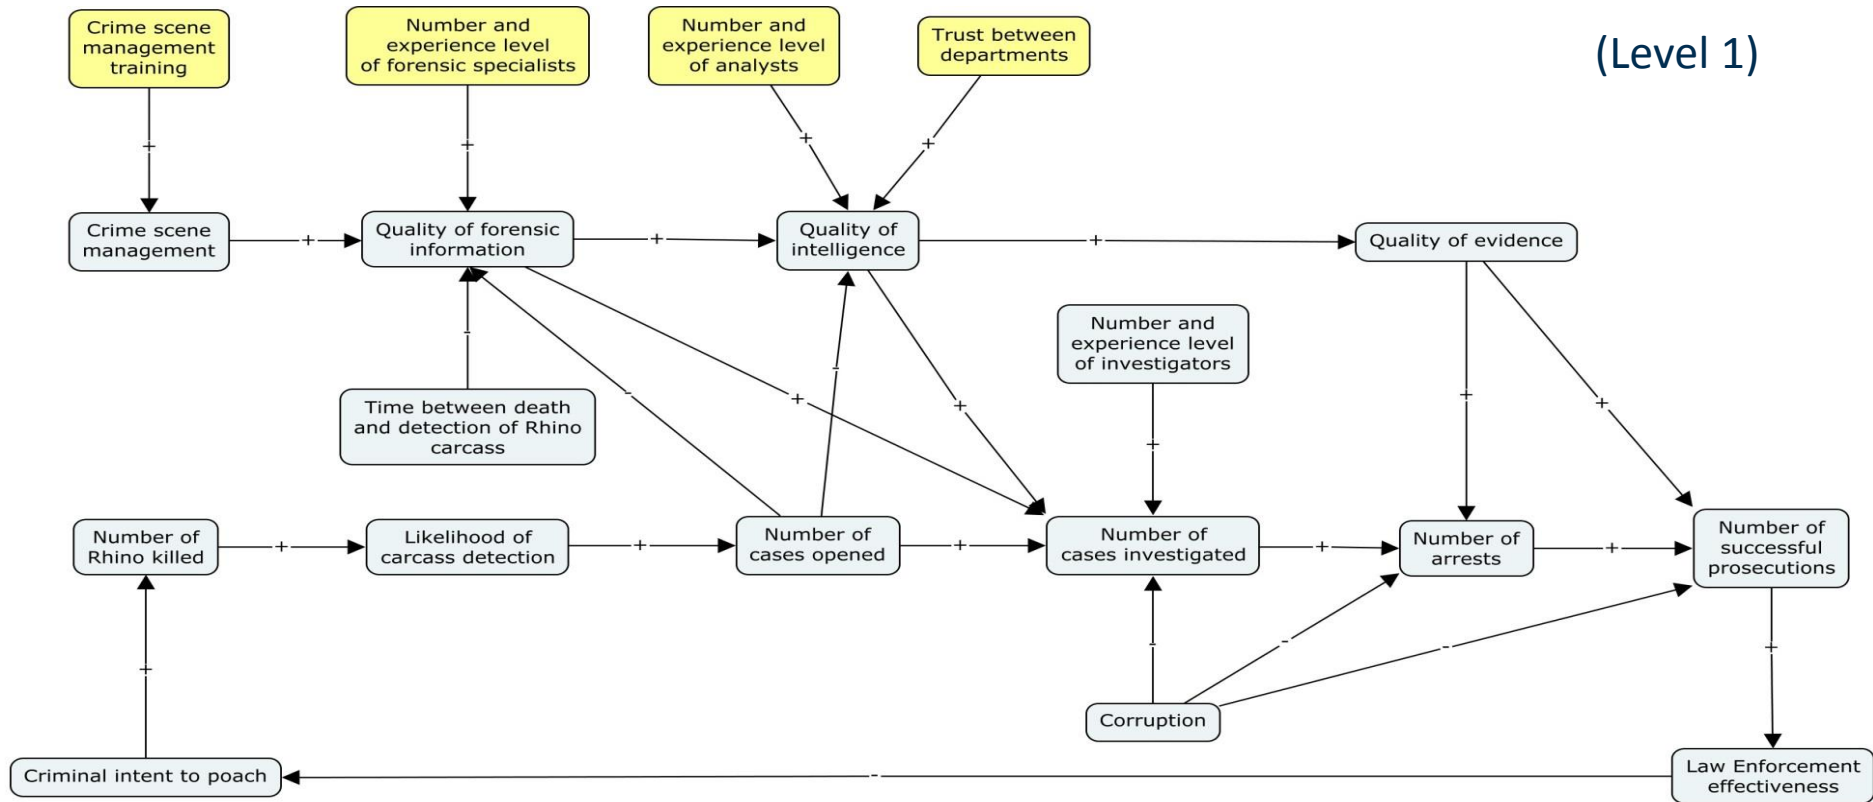 Crime scene
management
training
Number and
experience level
of forensic specialists
Number and
experience level
of analysts
Trust between
departments
(Level 1)
+
+
+
+
Crime scene
management
+
Quality of forensic
information
+
Quality of
intelligence
+
Quality of evidence
-
-
-
+
+
Number and
experience level
of investigators
+
+
+
Time between death
and detection of Rhino
carcass
Number of
Rhino killed
+
Likelihood of
carcass detection
+
Number of
cases opened
+
Number of
cases investigated
+
Number of
arrests
+
Number of
successful
prosecutions
+
-
-
-
+
Corruption
Criminal intent to poach
-
Law Enforcement
effectiveness